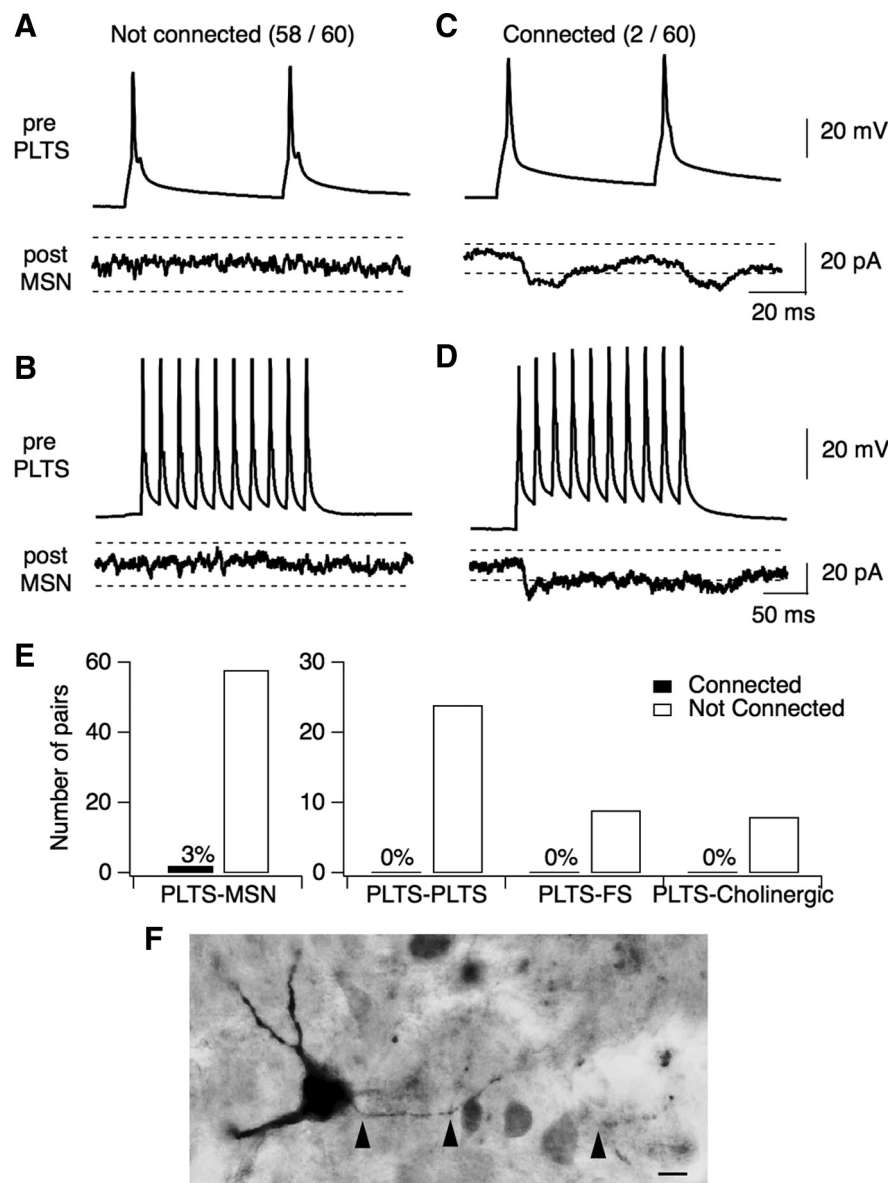 A
Not connected (58 / 60)
pre
PLTS
post
MSN
C
Connected (2 / 60)
20 mV
20 pA
20 ms
B
pre
PLTS
post
MSN
D
20 mV
20 pA
50 ms
E
Number of pairs
60
40
20
0
3%
PLTS-MSN
30
20
10
0
0%
0%
0%
PLTS-PLTS
PLTS-FS
PLTS-Cholinergic
Connected
Not Connected
F